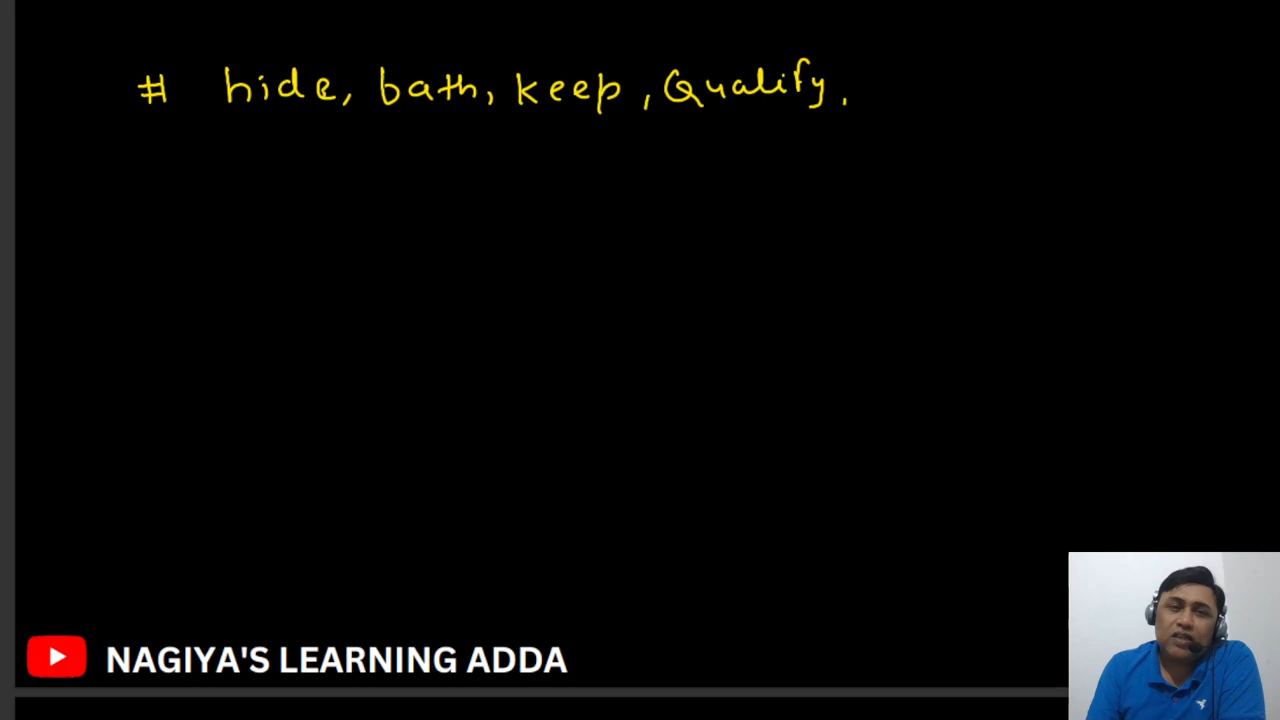 # hide, bath, keep, Qualify.
NAGIYA'S LEARNING ADDA